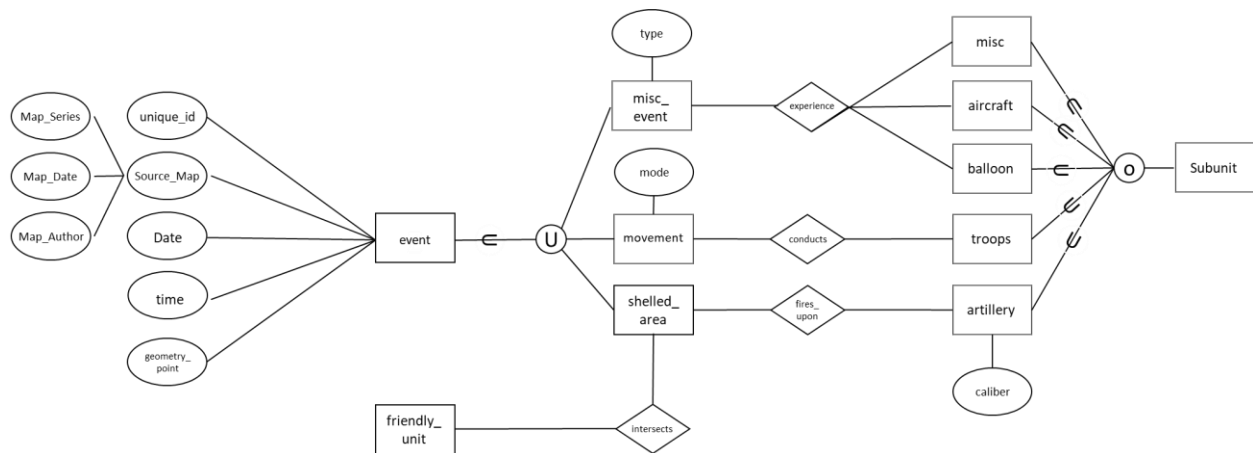 type
misc
Map_Series
unique_id
misc_
event
experience
aircraft
Map_Date
Source_Map
mode
balloon
Subunit
o
Map_Author
Date
event
U
movement
conducts
troops
time
shelled_
area
fires_
upon
artillery
geometry_
point
caliber
friendly_
unit
intersects